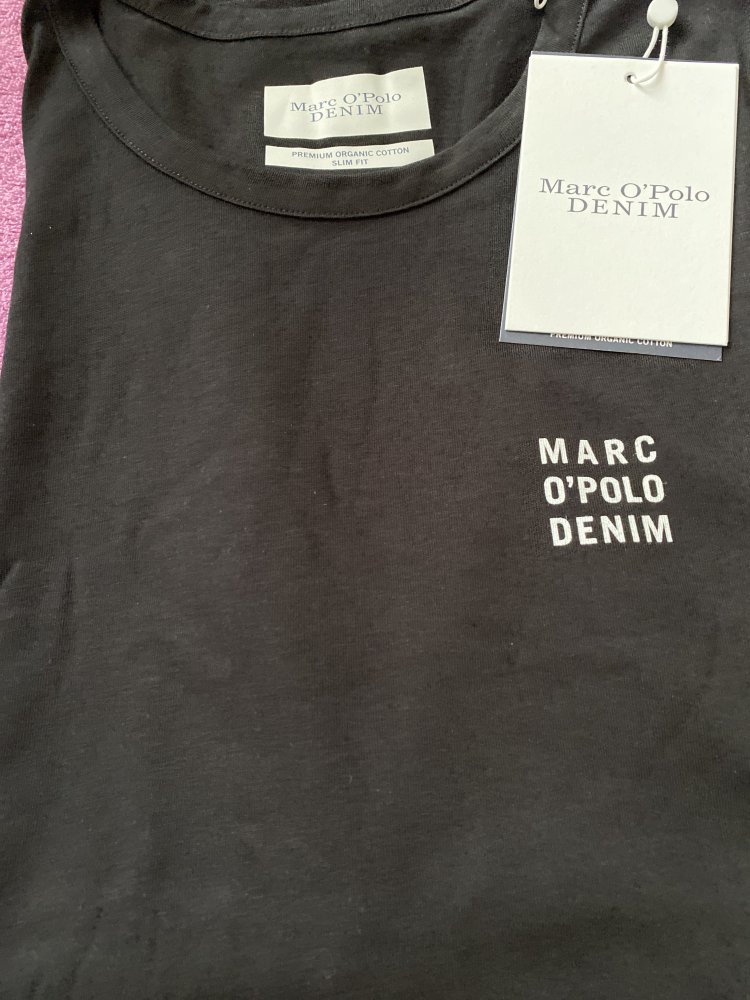 Marc O'Polo
DENIM
PREMIUM ORGANIC COTTON
SLIM FIT
Marc O'Polo
DENIM
PREMIUM ORGANIC COTTON
MARC
O'POLO
DENIM